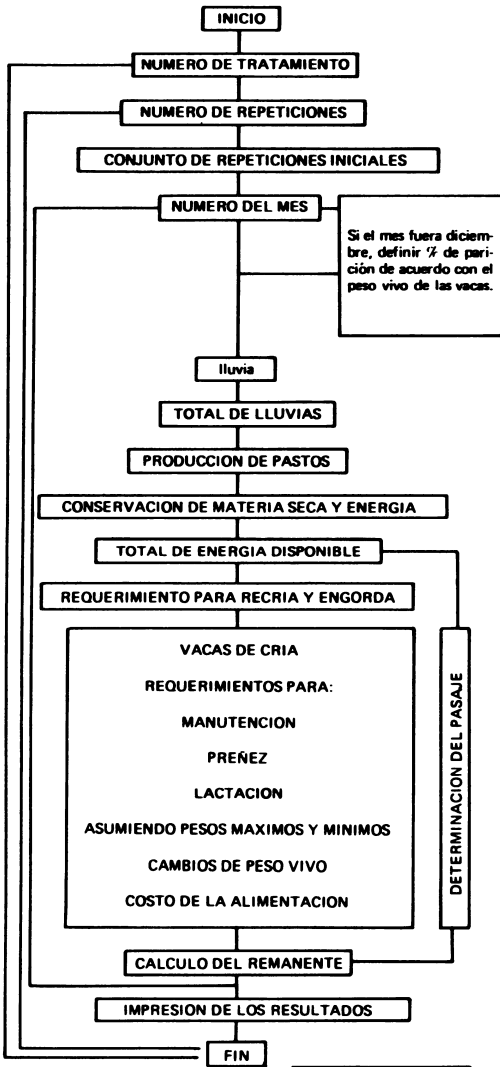 INICIO
NUMERO DE TRATAMIENTO
NUMERO DE REPETICIONES
CONJUNTO DE REPETICIONES INICIALES
NUMERO DEL MES
Si el mes fuera diciem-
bre, definir % de pari-
ción de acuerdo con el
peso vivo de las vacas.
lluvia
TOTAL DE LLUVIAS
PRODUCCION DE PASTOS
CONSERVACION DE MATERIA SECA Y ENERGIA
TOTAL DE ENERGIA DISPONIBLE
REQUERIMIENTO PARA RECRIA Y ENGORDA
VACAS DE CRIA
REQUERIMIENTOS PARA:
MANUTENCION
PREÑEZ
LACTACION
ASUMIENDO PESOS MAXIMOS Y MINIMOS
CAMBIOS DE PESO VIVO
COSTO DE LA ALIMENTACION
DETERMINACION DEL PASAJE
CALCULO DEL REMANENTE
IMPRESION DE LOS RESULTADOS
FIN